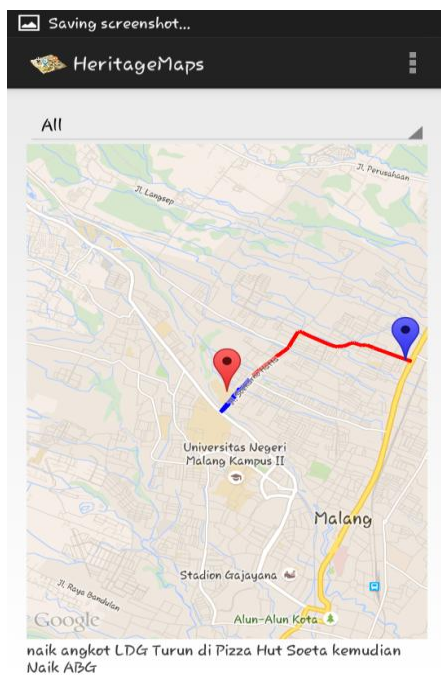 Saving screenshot...
HeritageMaps
All
Jl. Perusahaan
Jl. Langsep
Universitas Negeri
Malang Kampus II
Malang
Stadion Gajayana
Jl. Raya Bandulan
Google
Alun-Alun Kota
naik angkot LDG Turun di Pizza Hut Soeta kemudian
Naik ABG